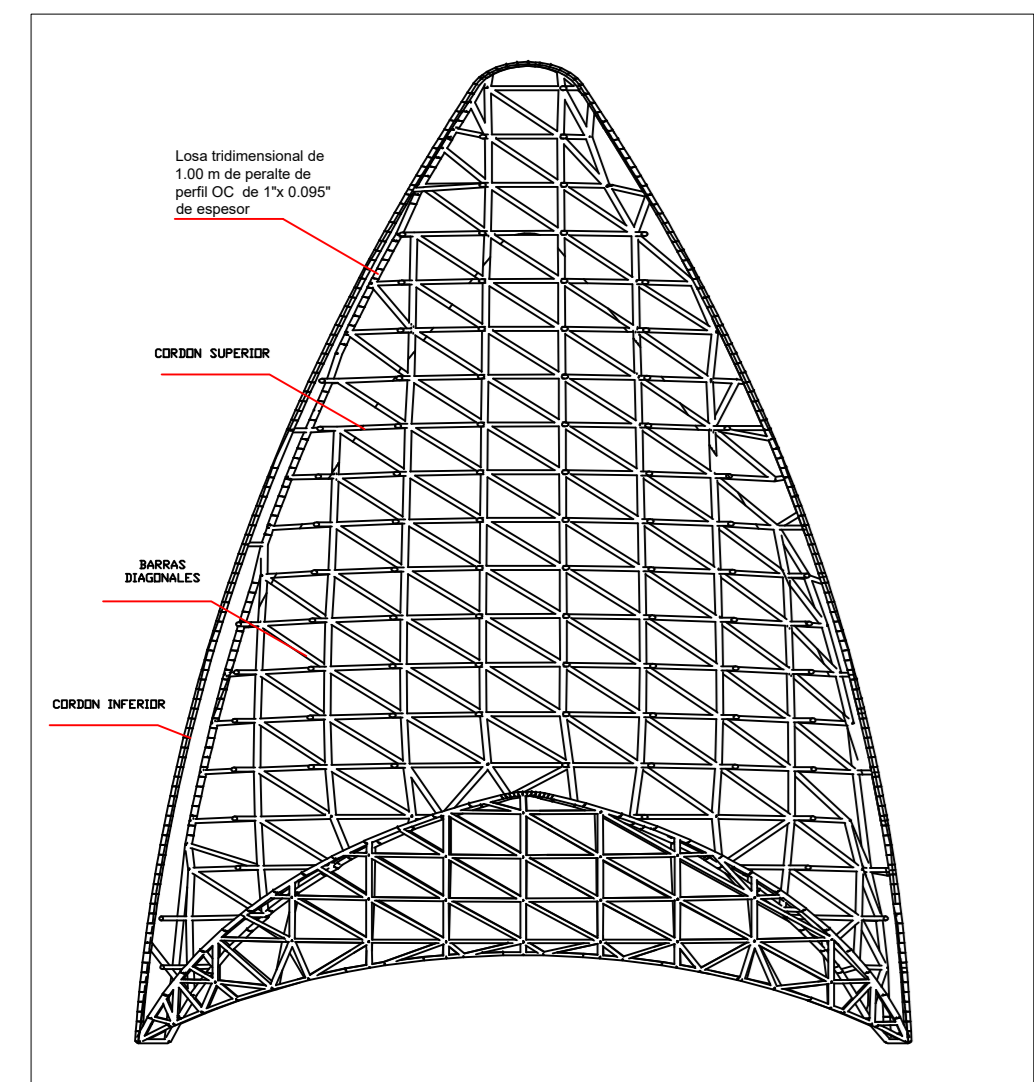 Losa tridimensional de
1.00 m de peralte de
perfil OC de 1"x 0.095"
de espesor
CORDON SUPERIOR
BARRAS
DIAGONALES
CORDON INFERIOR